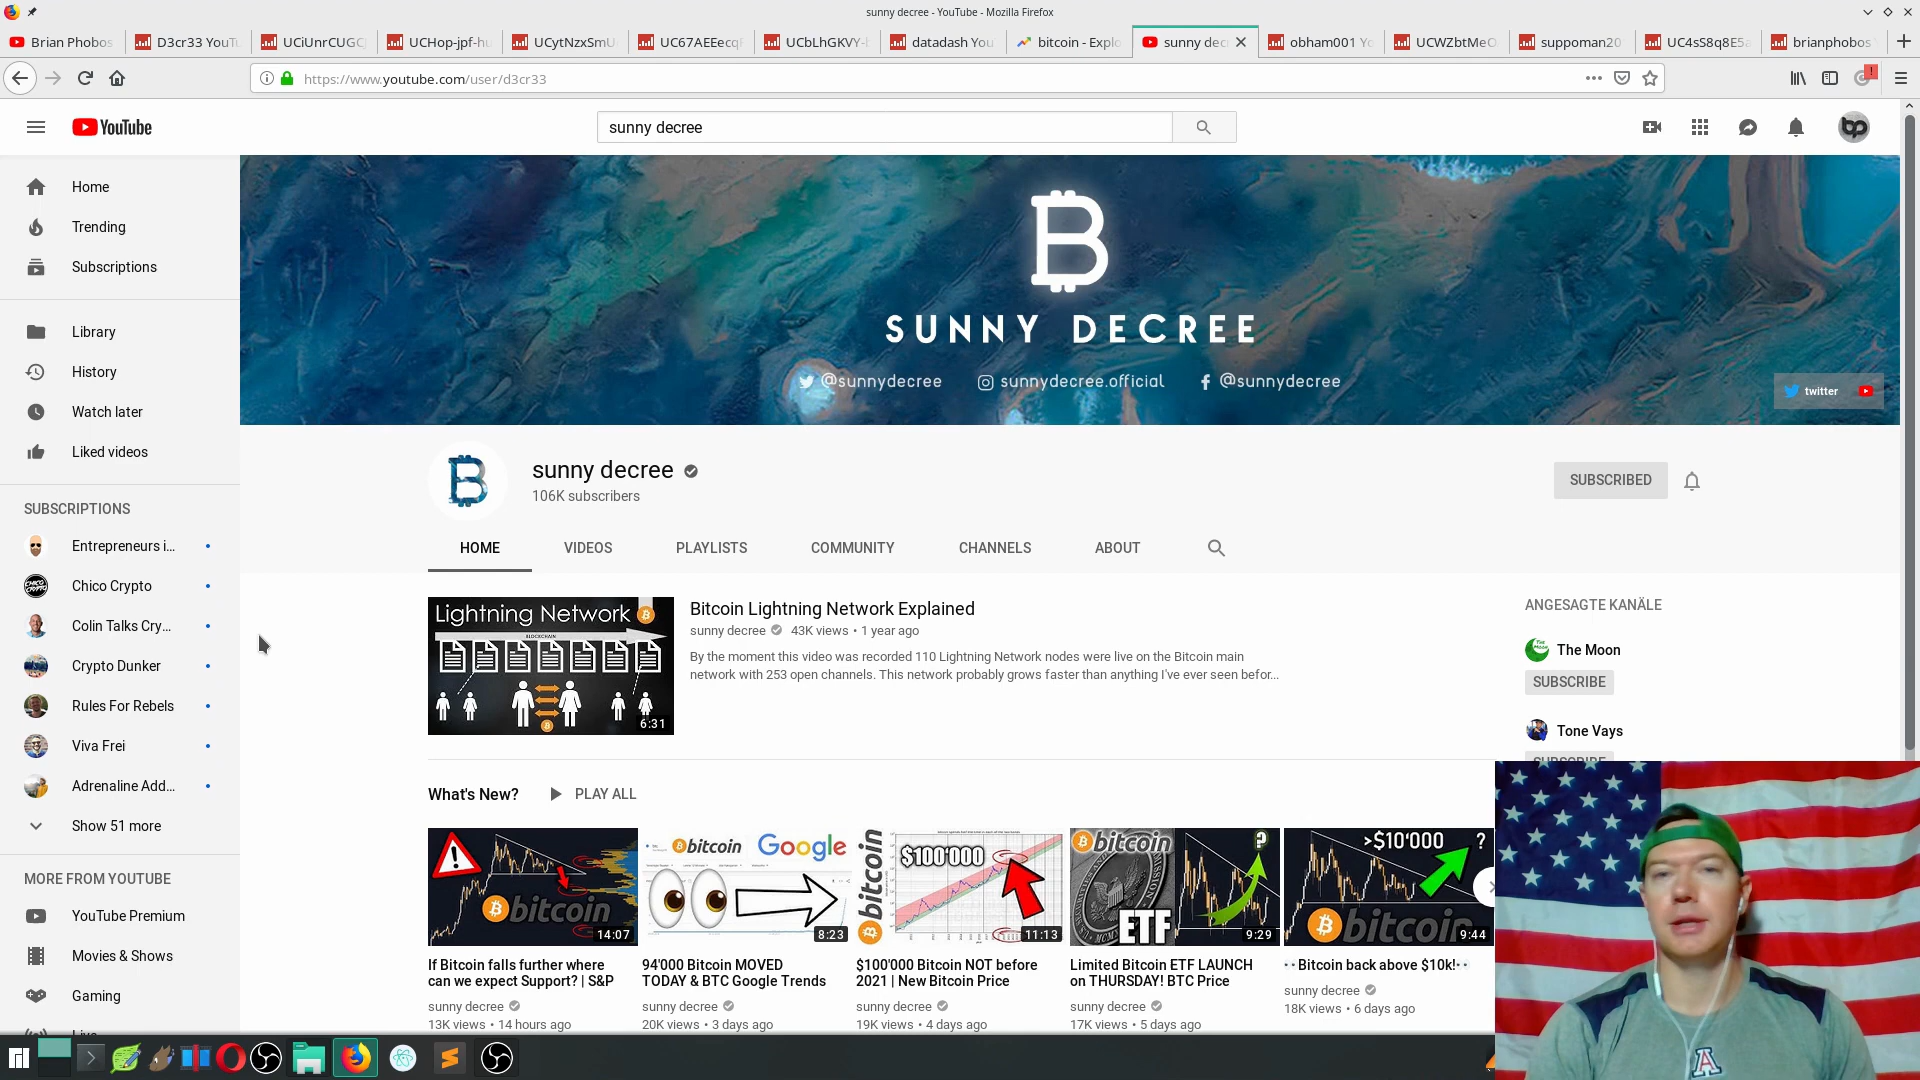 sunny decree - YouTube - Mozilla Firefox
Brian Phobos
D3cr33 YouTu
UCiUnrCUGC
UCHop-jpf-hu
UCytNzxSmU
UC67AEEecqf
UCbLhGKVY-
datadash You
bitcoin - Explo
sunny dec
obham001 Yo
UCWZbtMeO
suppoman20
UC4sS8q8E5
brianphobos
https://www.youtube.com/user/d3cr33
YouTube
sunny decree
Home
Trending
Subscriptions
Library
History
Watch later
Liked videos
SUBSCRIPTIONS
Entrepreneurs i...
Chico Crypto
Colin Talks Cry...
Crypto Dunker
Rules For Rebels
Viva Frei
Adrenaline Add...
Show 51 more
MORE FROM YOUTUBE
YouTube Premium
Movies & Shows
Gaming
Live
SUNNY DECREE
@sunnydecree
sunnydecree.official
@sunnydecree
twitter
sunny decree
106K subscribers
SUBSCRIBED
HOME
VIDEOS
PLAYLISTS
COMMUNITY
CHANNELS
ABOUT
Lightning Network
BLOCKCHAIN
6:31
Bitcoin Lightning Network Explained
sunny decree 43K views • 1 year ago
By the moment this video was recorded 110 Lightning Network nodes were live on the Bitcoin main
network with 253 open channels. This network probably grows faster than anything I've ever seen befor...
ANGESAGTE KANÄLE
The Moon
SUBSCRIBE
Tone Vays
SUBSCRIBE
What's New?
PLAY ALL
bitcoin
14:07
If Bitcoin falls further where
can we expect Support? | S&P
sunny decree
13K views • 14 hours ago
bitcoin
Google
8:23
94'000 Bitcoin MOVED
TODAY & BTC Google Trends
sunny decree
20K views • 3 days ago
bitcoin
$100'000
11:13
$100'000 Bitcoin NOT before
2021 | New Bitcoin Price
sunny decree
19K views • 4 days ago
bitcoin
?
ETF
9:29
Limited Bitcoin ETF LAUNCH
on THURSDAY! BTC Price
sunny decree
17K views • 5 days ago
>$10'000 ?
bitcoin
9:44
👀Bitcoin back above $10k!👀
sunny decree
18K views • 6 days ago
A